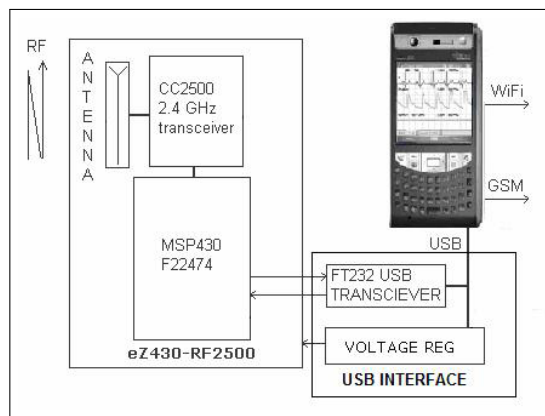 RF
ANTENNA
CC2500
2.4 GHz
transceiver
WiFi
GSM
MSP430
F22474
USB
FT232 USB
TRANSCIEVER
VOLTAGE REG
eZ430-RF2500
USB INTERFACE